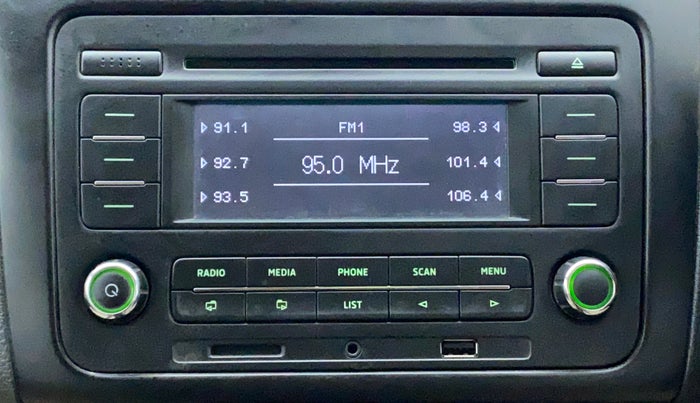 91.1 FM1 98.3
92.7 95.0 MHz 101.4
93.5 106.4
RADIO MEDIA PHONE SCAN MENU
LIST